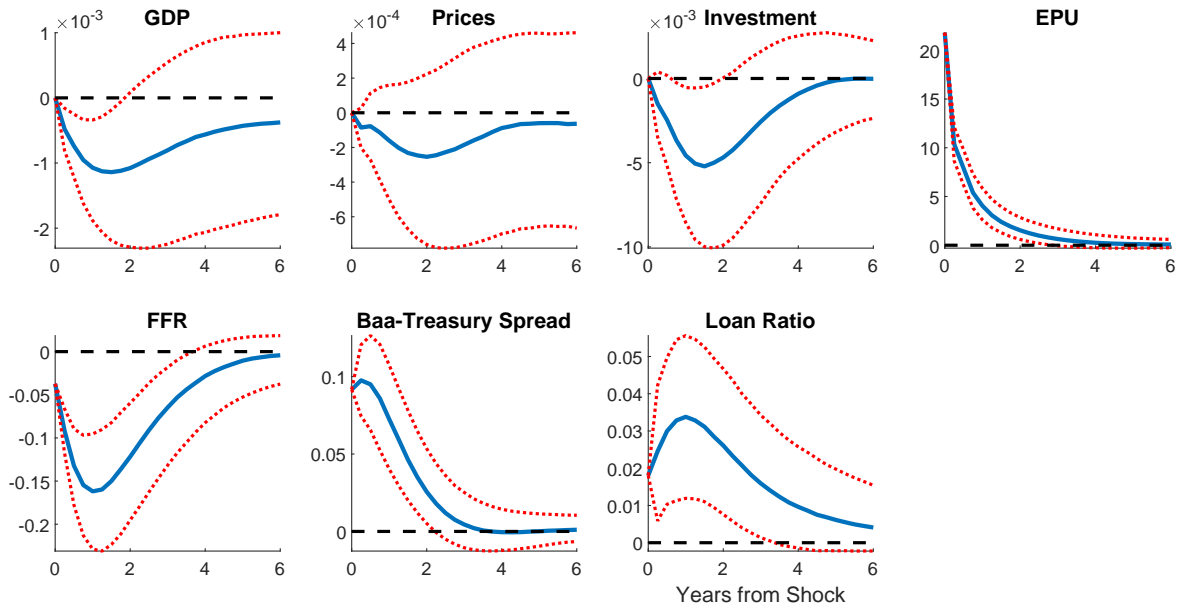 GDP
×10^-3
1
0
-1
-2
0 2 4 6
Prices
×10^-4
4
2
0
-2
-4
-6
0 2 4 6
Investment
×10^-3
0
-5
-10
0 2 4 6
EPU
20
15
10
5
0
0 2 4 6
FFR
0
-0.05
-0.1
-0.15
-0.2
0 2 4 6
Baa-Treasury Spread
0.1
0.05
0
0 2 4 6
Loan Ratio
0.05
0.04
0.03
0.02
0.01
0
0 2 4 6
Years from Shock